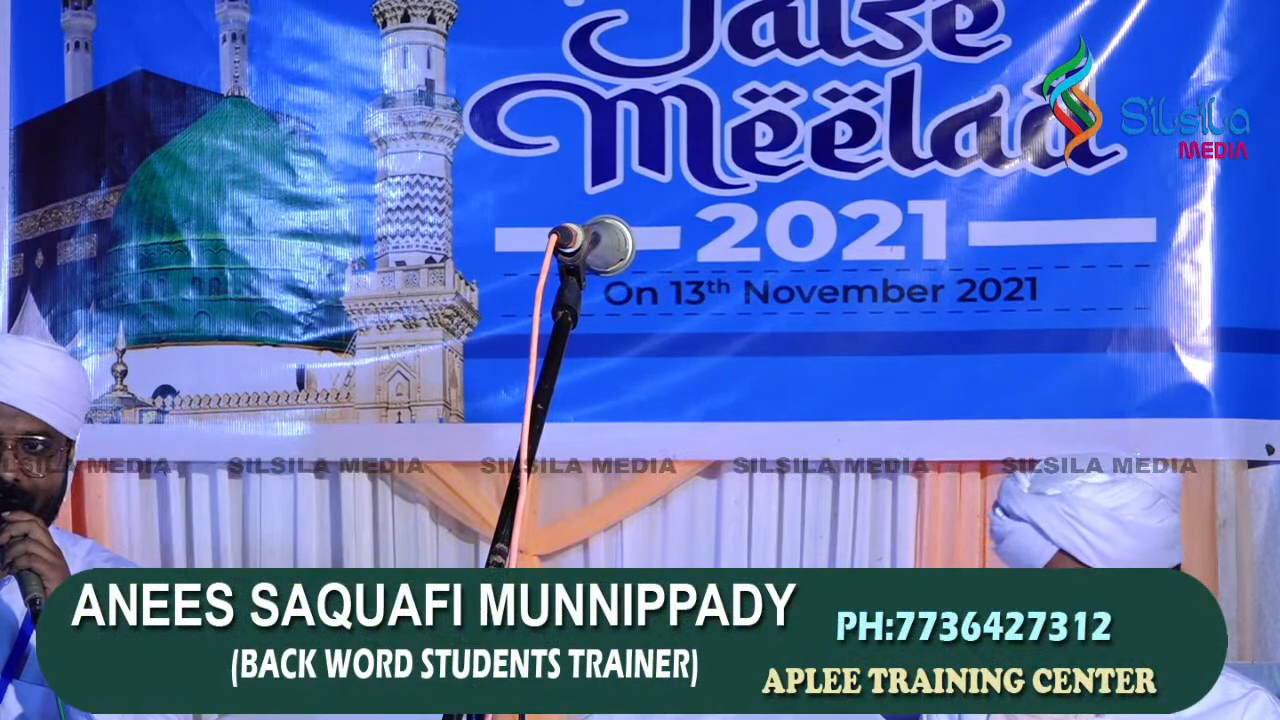 Jalse
Mëëlad
2021
On 13th November 2021
Silsila
MEDIA
SILSILA MEDIA SILSILA MEDIA SILSILA MEDIA SILSILA MEDIA SILSILA MEDIA
ANEES SAQUAFI MUNNIPPADY
(BACK WORD STUDENTS TRAINER)
PH:7736427312
APLEE TRAINING CENTER